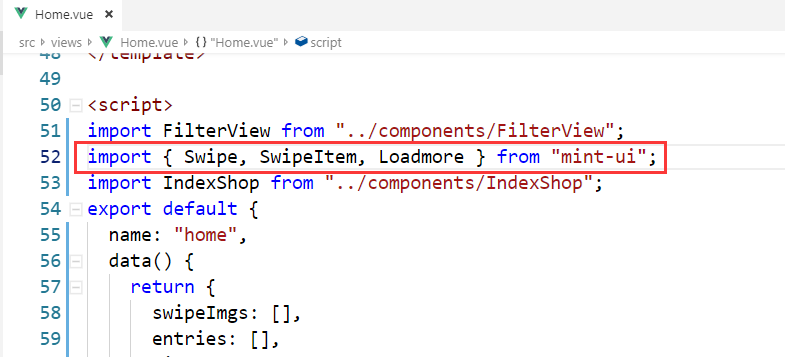 Home.vue ×
src > views > Home.vue > {} "Home.vue" > script
48 </template>
49
50 <script>
51 import FilterView from "../components/FilterView";
52 import { Swipe, SwipeItem, Loadmore } from "mint-ui";
53 import IndexShop from "../components/IndexShop";
54 export default {
55 name: "home",
56 data() {
57 return {
58 swipeImgs: [],
59 entries: [],